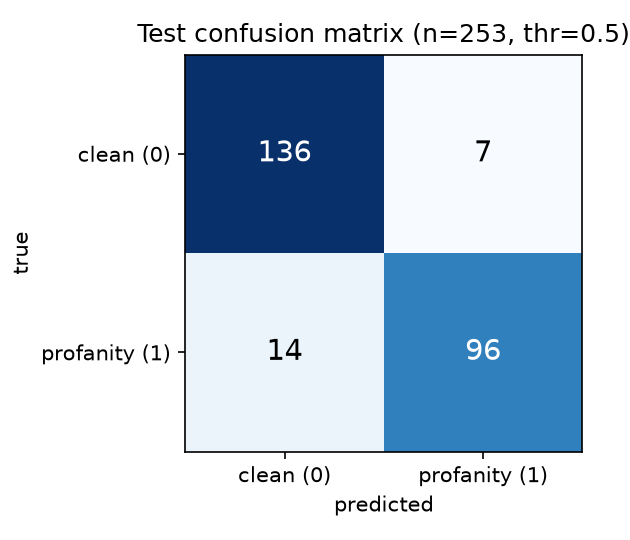 Test confusion matrix (n=253, thr=0.5)
clean (0)
136
7
true
profanity (1)
14
96
clean (0)
profanity (1)
predicted